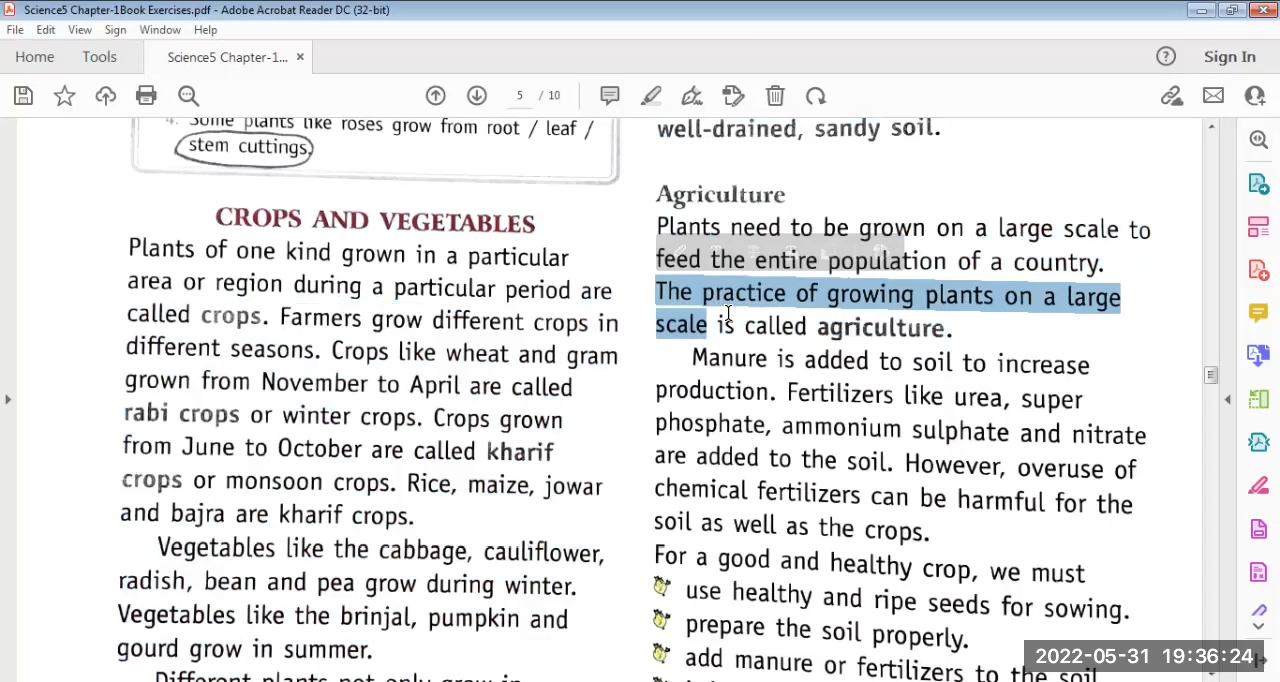 Science5 Chapter-1Book Exercises.pdf - Adobe Acrobat Reader DC (32-bit)
File Edit View Sign Window Help
Home Tools Science5 Chapter-1... × Sign In
5 / 10
4. Some plants like roses grow from root / leaf /
stem cuttings.
CROPS AND VEGETABLES
Plants of one kind grown in a particular
area or region during a particular period are
called crops. Farmers grow different crops in
different seasons. Crops like wheat and gram
grown from November to April are called
rabi crops or winter crops. Crops grown
from June to October are called kharif
crops or monsoon crops. Rice, maize, jowar
and bajra are kharif crops.
Vegetables like the cabbage, cauliflower,
radish, bean and pea grow during winter.
Vegetables like the brinjal, pumpkin and
gourd grow in summer.
Different plants not only grow in
well-drained, sandy soil.
Agriculture
Plants need to be grown on a large scale to
feed the entire population of a country.
The practice of growing plants on a large
scale is called agriculture.
Manure is added to soil to increase
production. Fertilizers like urea, super
phosphate, ammonium sulphate and nitrate
are added to the soil. However, overuse of
chemical fertilizers can be harmful for the
soil as well as the crops.
For a good and healthy crop, we must
use healthy and ripe seeds for sowing.
prepare the soil properly.
add manure or fertilizers to the soil
2022-05-31 19:36:24